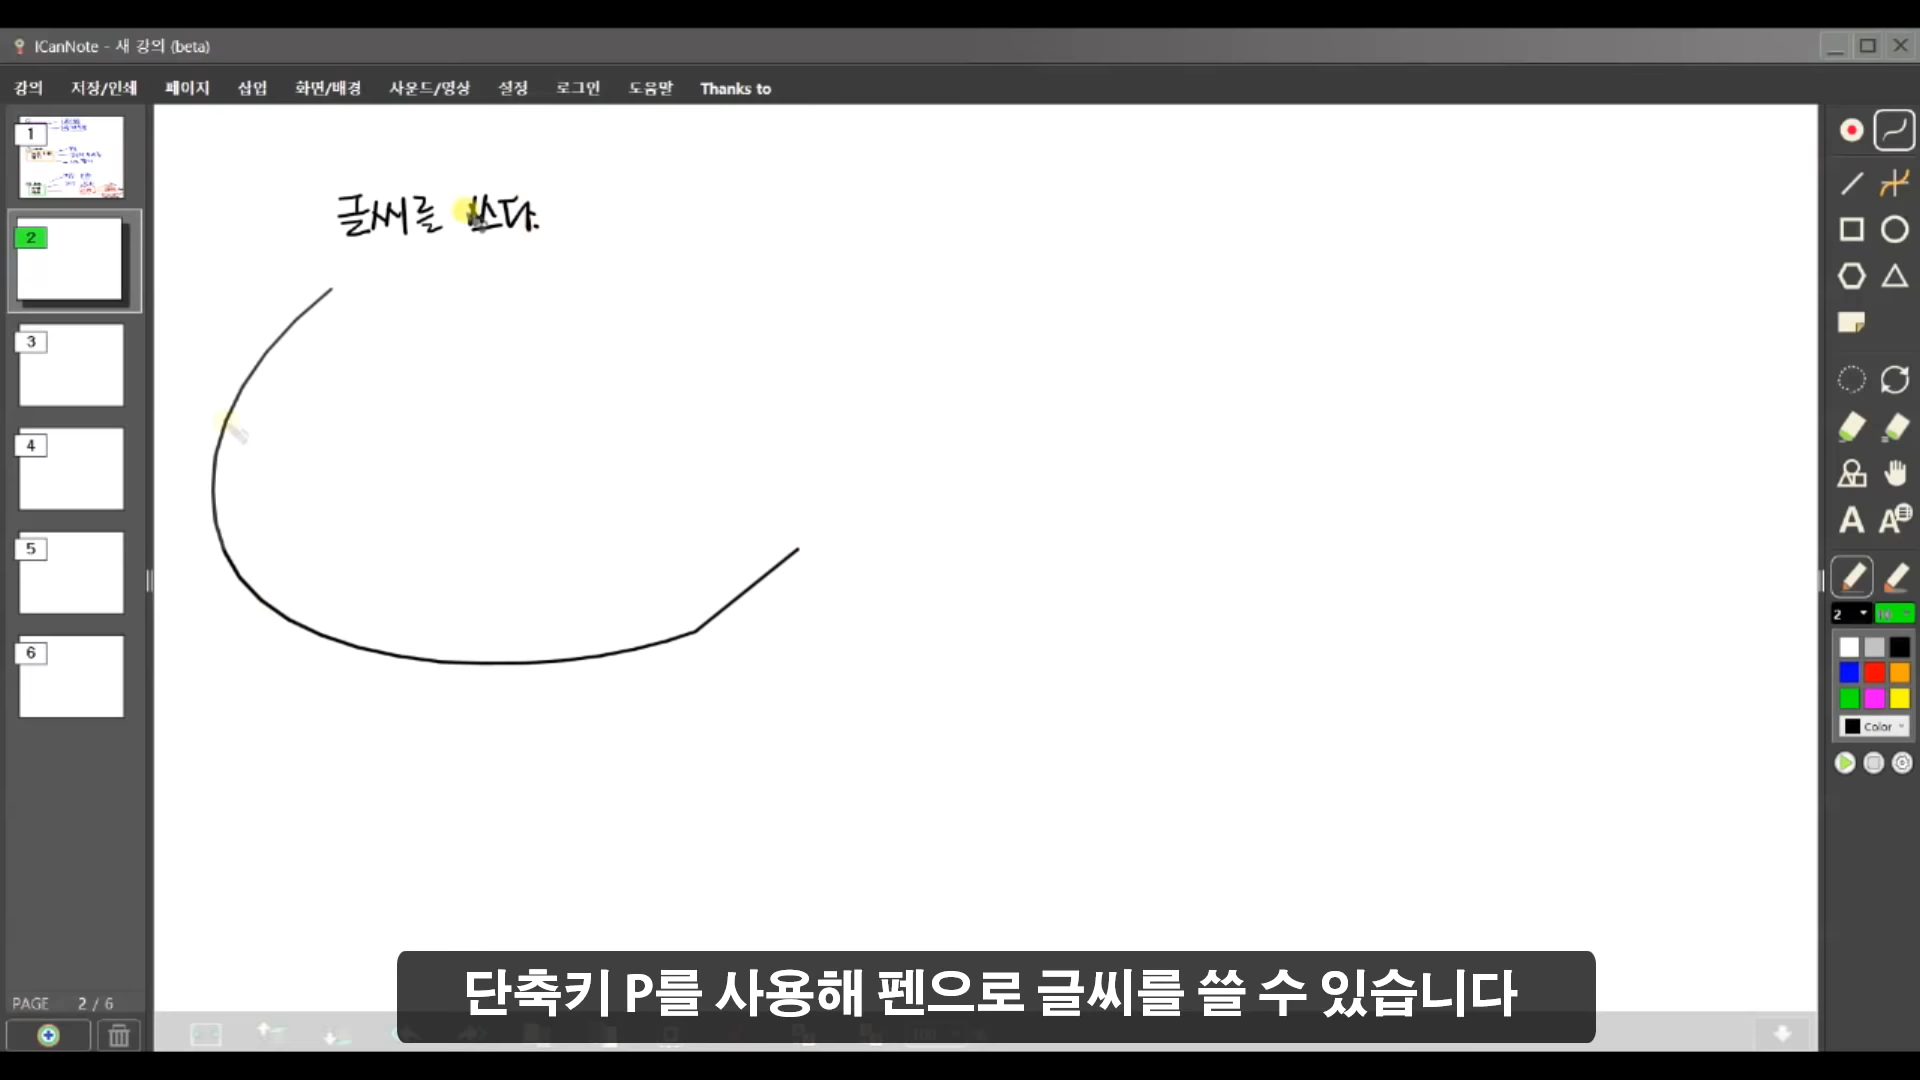 ICanNote - 새 강의 (beta)
강의 저장/인쇄 페이지 삽입 화면/배경 사운드/영상 설정 로그인 도움말 Thanks to
1
2
3
4
5
6
글씨를 쓰다.
A A
2
Color
단축키 P를 사용해 펜으로 글씨를 쓸 수 있습니다
PAGE 2 / 6